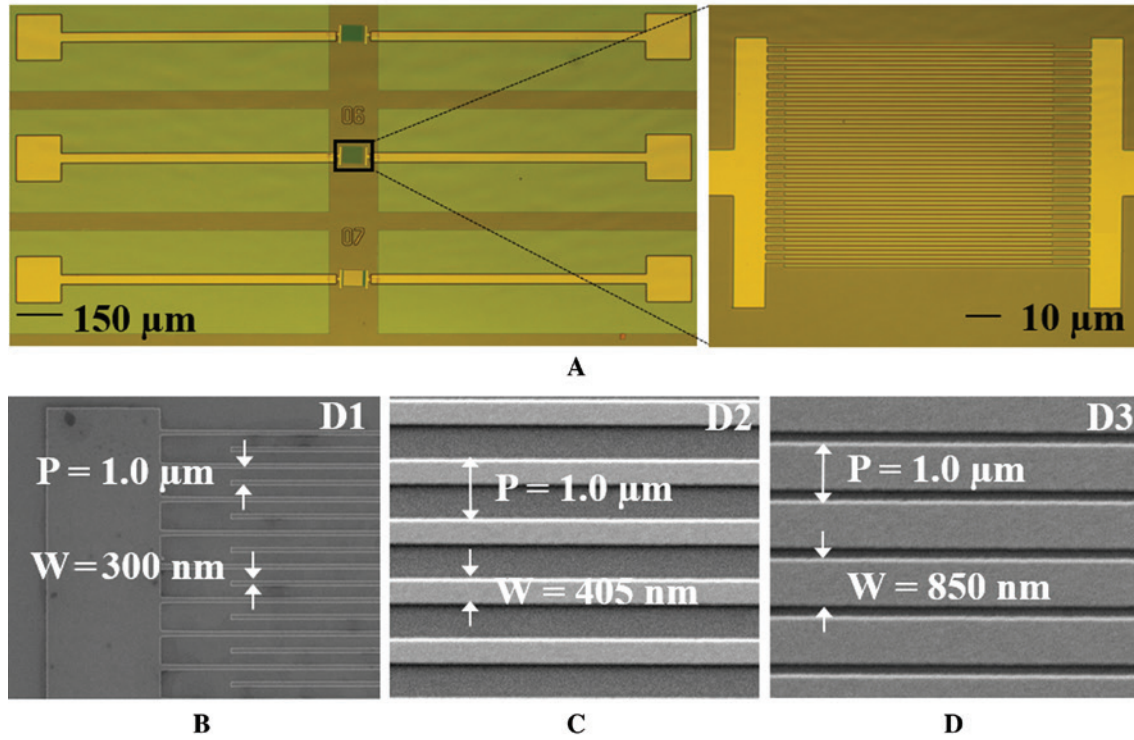 06
07
150 µm
10 µm
A
D1
P = 1.0 µm
W = 300 nm
B
D2
P = 1.0 µm
W = 405 nm
C
D3
P = 1.0 µm
W = 850 nm
D